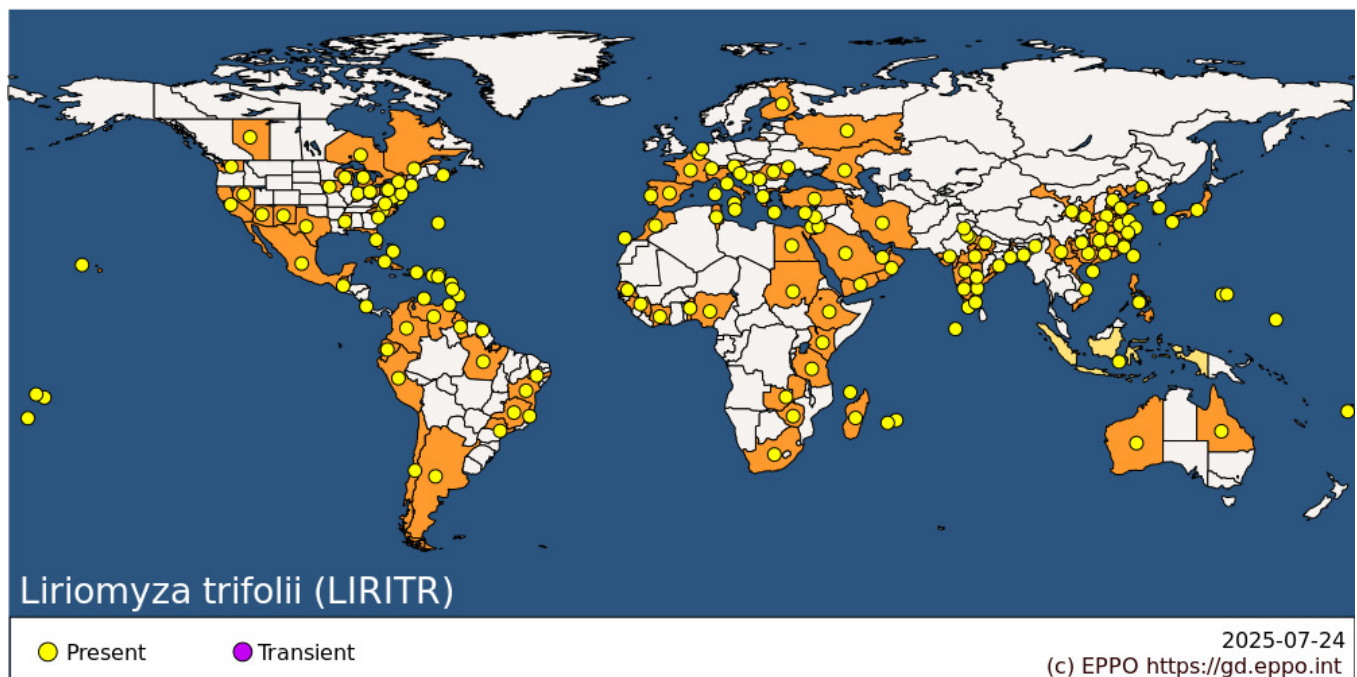 Liriomyza trifolii (LIRITR)
Present
Transient
2025-07-24
(c) EPPO https://gd.eppo.int